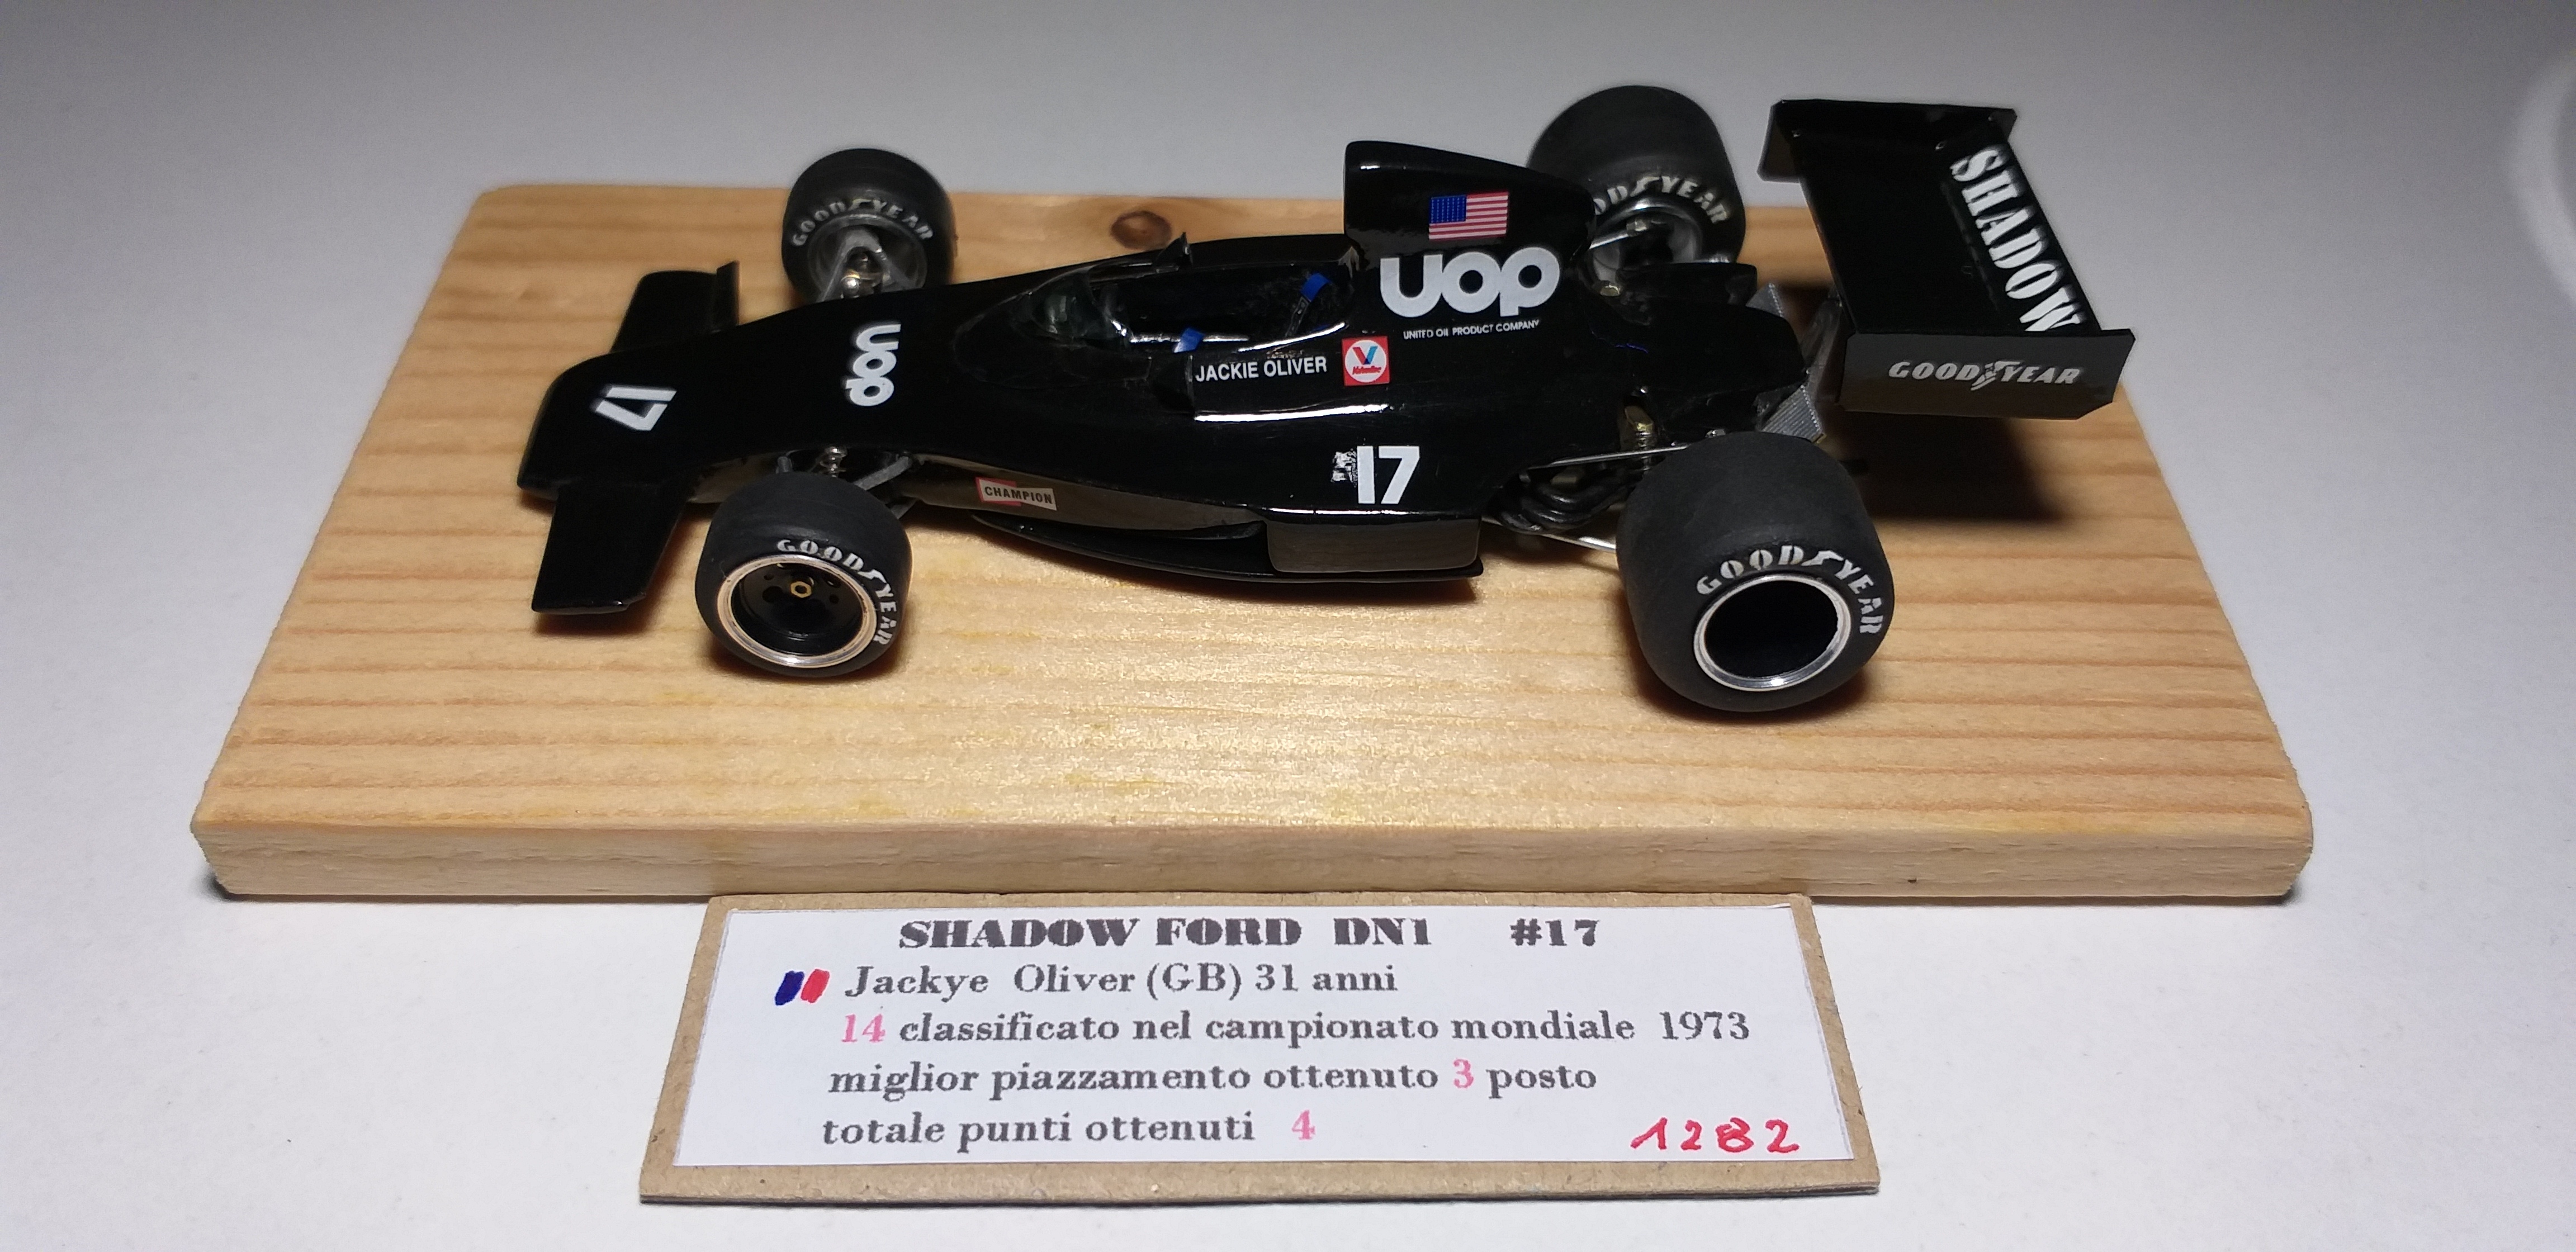 GOODYEAR
GOODYEAR
SHADOW
uop
UNITED OIL PRODUCT COMPANY
uop
JACKIE OLIVER
Valvoline
GOODYEAR
17
17
CHAMPION
GOODYEAR
GOODYEAR
SHADOW FORD DN1 #17
Jackye Oliver (GB) 31 anni
14 classificato nel campionato mondiale 1973
miglior piazzamento ottenuto 3 posto
totale punti ottenuti 4
1282